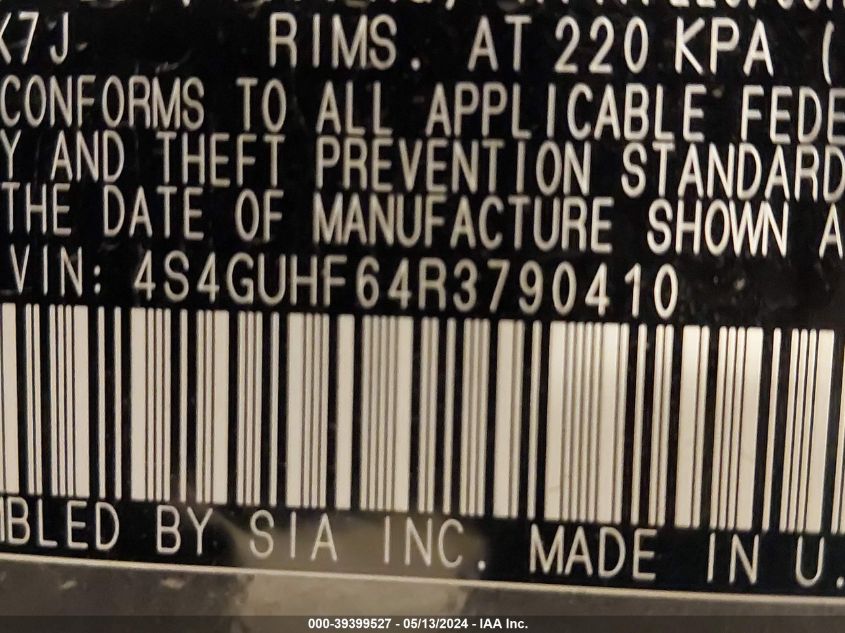 K7J RIMS. AT 220 KPA (
CONFORMS TO ALL APPLICABLE FEDE
Y AND THEFT PREVENTION STANDARD
THE DATE OF MANUFACTURE SHOWN A
VIN: 4S4GUHF64R3790410
MBLED BY SIA INC. MADE IN U.
000-39399527 - 05/13/2024 - IAA Inc.